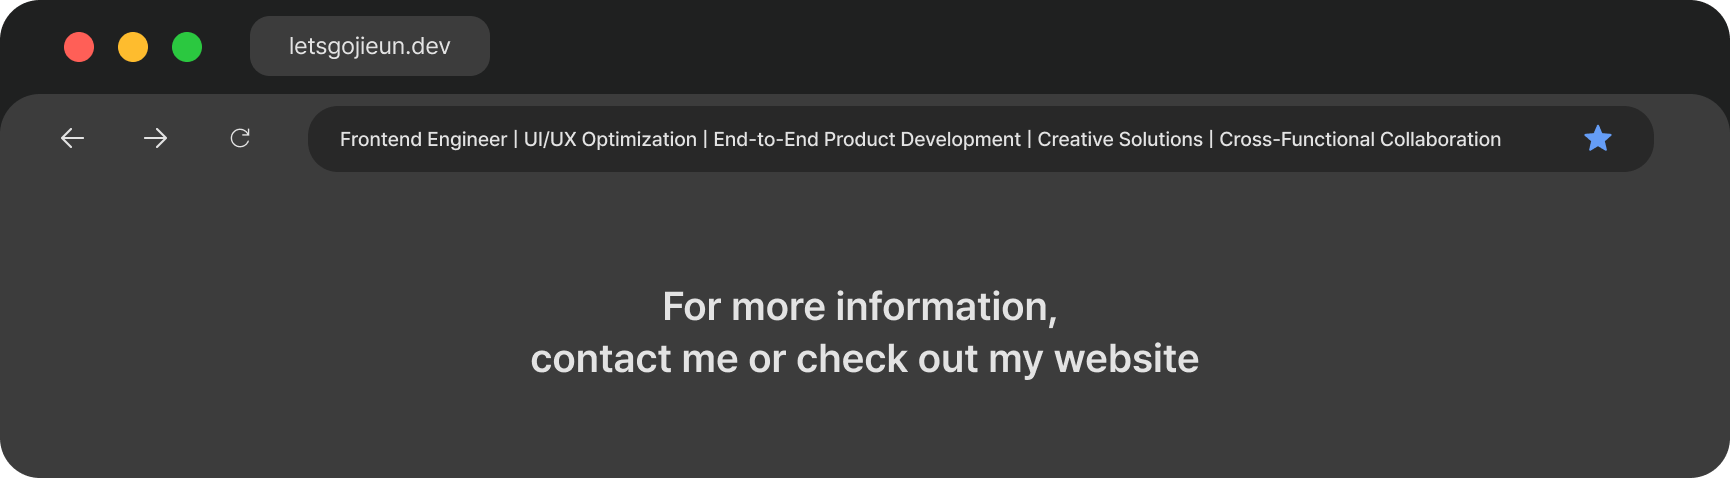 letsgojieun.dev
Frontend Engineer | UI/UX Optimization | End-to-End Product Development | Creative Solutions | Cross-Functional Collaboration
For more information,
contact me or check out my website